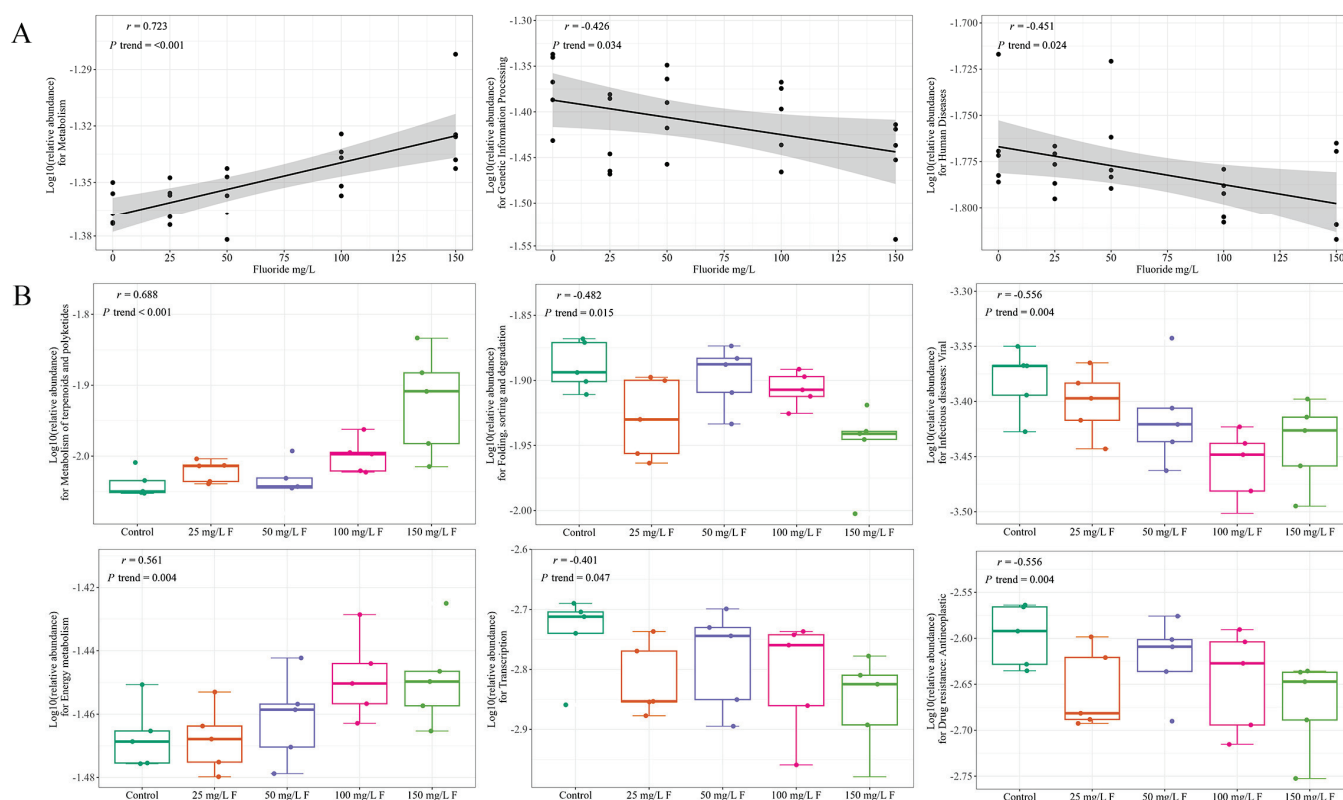 A
r = 0.723
P trend = <0.001
Log10(relative abundance)
for Metabolism
-1.29
-1.32
-1.35
-1.38
0
25
50
75
100
125
150
Fluoride mg/L
r = -0.426
P trend = 0.034
Log10(relative abundance)
for Genetic Information Processing
-1.30
-1.35
-1.40
-1.45
-1.50
-1.55
0
25
50
75
100
125
150
Fluoride mg/L
r = -0.451
P trend = 0.024
Log10(relative abundance)
for Human Diseases
-1.700
-1.725
-1.750
-1.775
-1.800
0
25
50
75
100
125
150
Fluoride mg/L
B
r = 0.688
P trend < 0.001
Log10(relative abundance)
for Metabolism of terpenoids and polyketides
-1.8
-1.9
-2.0
Control
25 mg/L F
50 mg/L F
100 mg/L F
150 mg/L F
r = -0.482
P trend = 0.015
Log10(relative abundance)
for Folding, sorting and degradation
-1.85
-1.90
-1.95
-2.00
Control
25 mg/L F
50 mg/L F
100 mg/L F
150 mg/L F
r = -0.556
P trend = 0.004
Log10(relative abundance)
for Infectious diseases: Viral
-3.30
-3.35
-3.40
-3.45
-3.50
Control
25 mg/L F
50 mg/L F
100 mg/L F
150 mg/L F
r = 0.561
P trend = 0.004
Log10(relative abundance)
for Energy metabolism
-1.42
-1.44
-1.46
-1.48
Control
25 mg/L F
50 mg/L F
100 mg/L F
150 mg/L F
r = -0.401
P trend = 0.047
Log10(relative abundance)
for Transcription
-2.6
-2.7
-2.8
-2.9
Control
25 mg/L F
50 mg/L F
100 mg/L F
150 mg/L F
r = -0.556
P trend = 0.004
Log10(relative abundance)
for Drug resistance: Antineoplastic
-2.55
-2.60
-2.65
-2.70
-2.75
Control
25 mg/L F
50 mg/L F
100 mg/L F
150 mg/L F